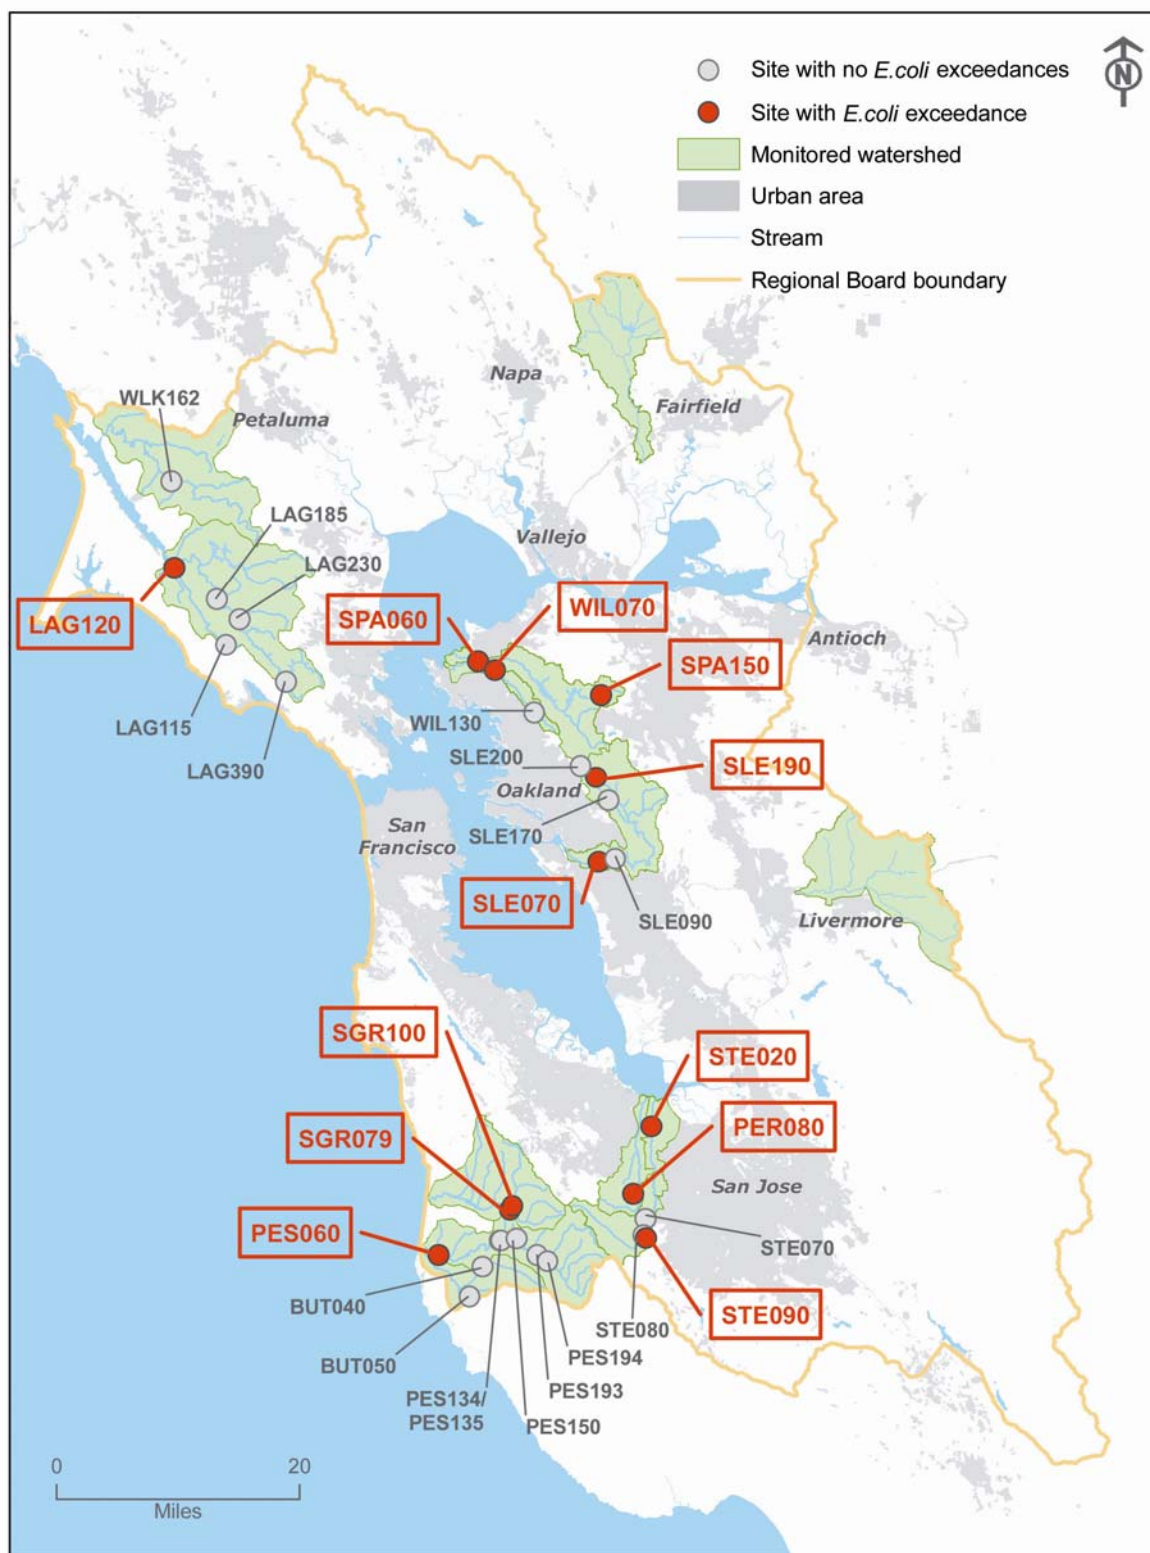 N
Site with no E.coli exceedances
Site with E.coli exceedance
Monitored watershed
Urban area
Stream
Regional Board boundary
Napa
Fairfield
WLK162
Petaluma
LAG185
Vallejo
LAG230
LAG120
SPA060
WIL070
Antioch
SPA150
LAG115
WIL130
LAG390
SLE200
SLE190
Oakland
San
Francisco
SLE170
SLE070
SLE090
Livermore
SGR100
STE020
SGR079
PER080
San Jose
PES060
STE070
BUT040
STE080
STE090
BUT050
PES194
PES193
PES134/
PES135
PES150
0
20
Miles